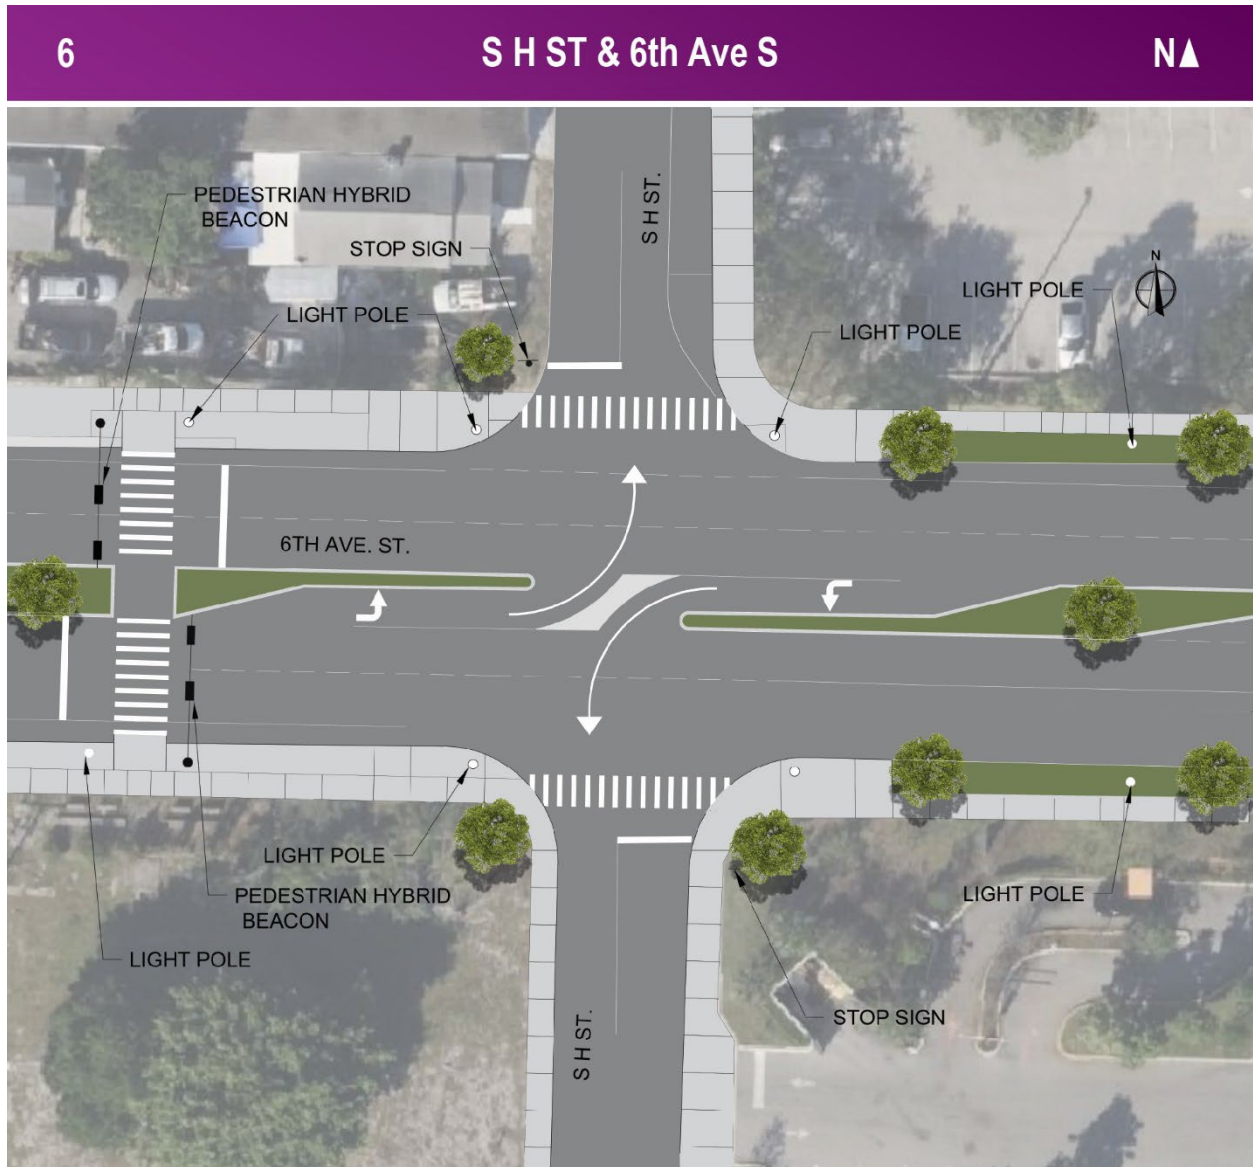 6
S H ST & 6th Ave S
N
S H ST.
PEDESTRIAN HYBRID
BEACON
STOP SIGN
N
LIGHT POLE
LIGHT POLE
LIGHT POLE
6TH AVE. ST.
LIGHT POLE
PEDESTRIAN HYBRID
BEACON
LIGHT POLE
LIGHT POLE
STOP SIGN
S H ST.